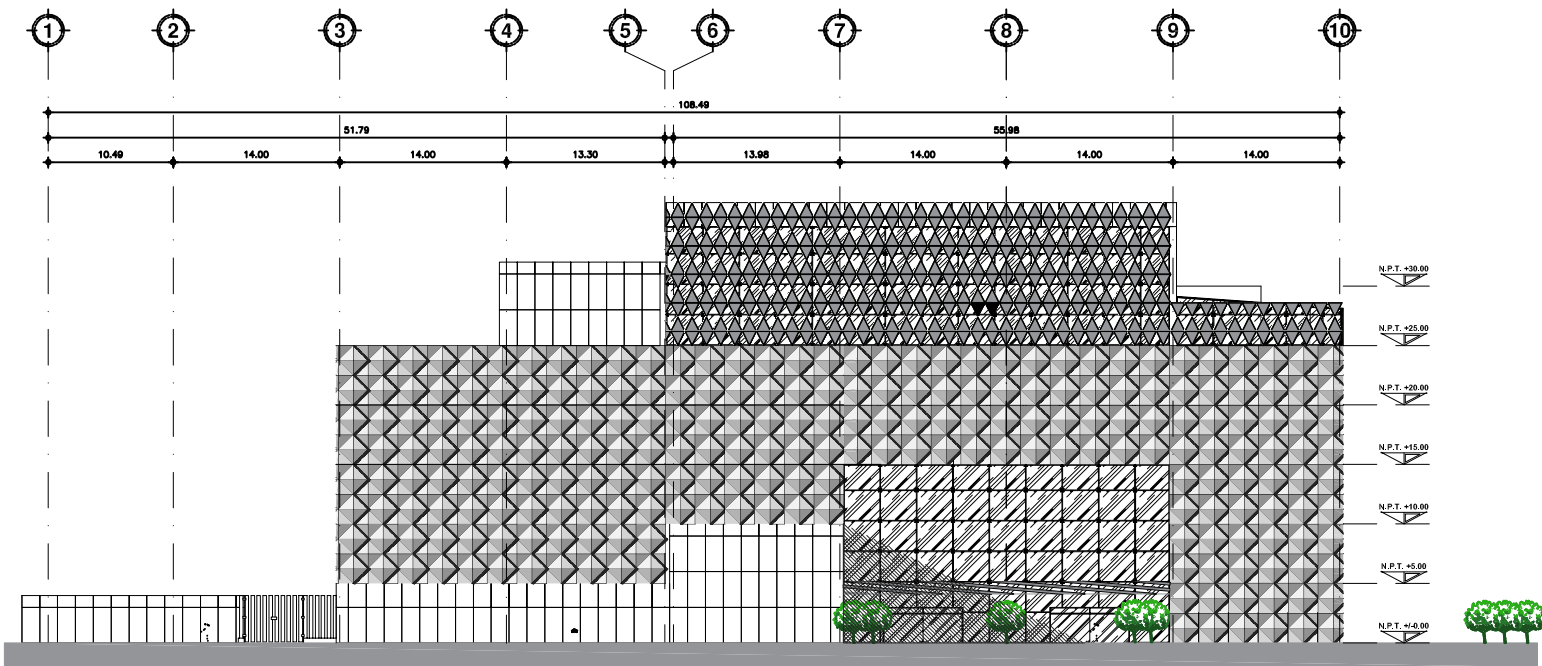 1 2 3 4 5 6 7 8 9 10
108.49
51.79 55.98
10.49 14.00 14.00 13.30 13.98 14.00 14.00 14.00
N.P.T. +30.00
N.P.T. +25.00
N.P.T. +20.00
N.P.T. +15.00
N.P.T. +10.00
N.P.T. +5.00
N.P.T. +/-0.00